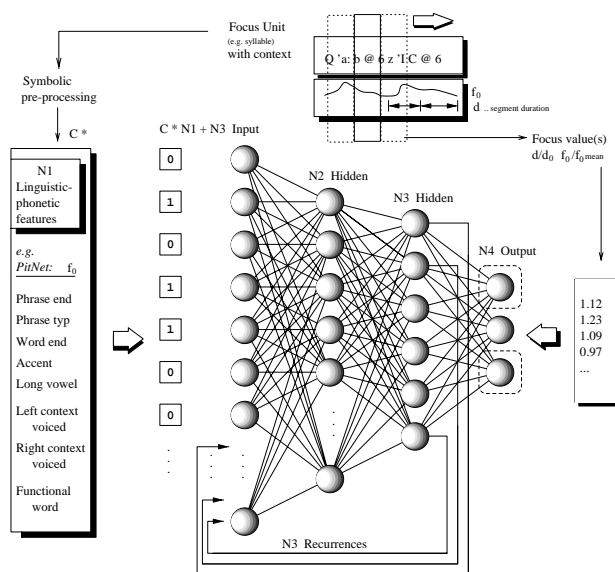 Focus Unit
(e.g. syllable)
with context
Q 'a: b @ 6 z 'I C @ 6
f0
d .. segment duration
Symbolic
pre-processing
C *
C * N1 + N3 Input
Focus value(s)
d/d0 f0/f0mean
N1
Linguistic-
phonetic
features
e.g.
PitNet: f0
Phrase end
Phrase typ
Word end
Accent
Long vowel
Left context
voiced
Right context
voiced
Functional
word
0
1
0
1
1
0
0
N2 Hidden
N3 Hidden
N4 Output
1.12
1.23
1.09
0.97
...
N3 Recurrences